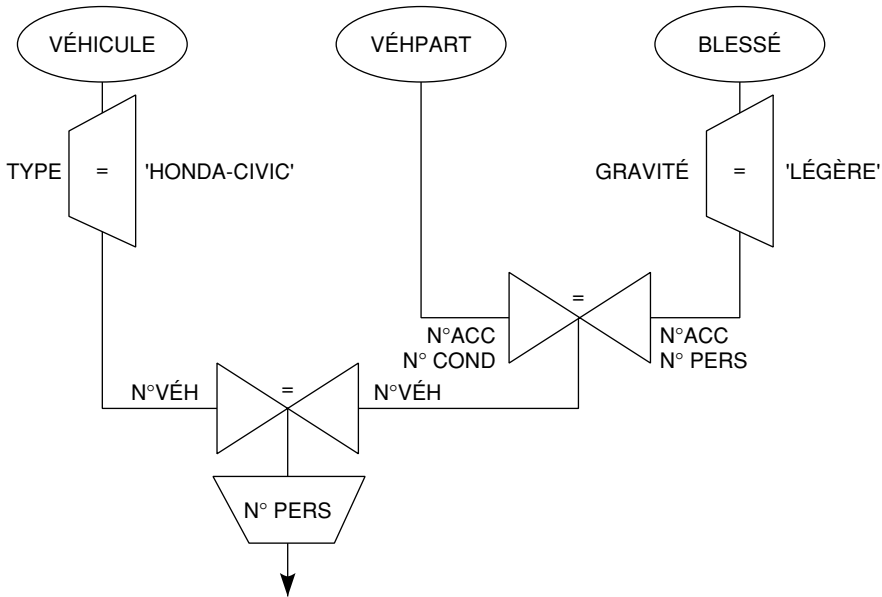 VÉHICULE
VÉHPART
BLESSÉ
TYPE = 'HONDA-CIVIC'
GRAVITÉ = 'LÉGÈRE'
=
N°ACC
N° COND
N°ACC
N° PERS
N°VÉH = N°VÉH
N° PERS